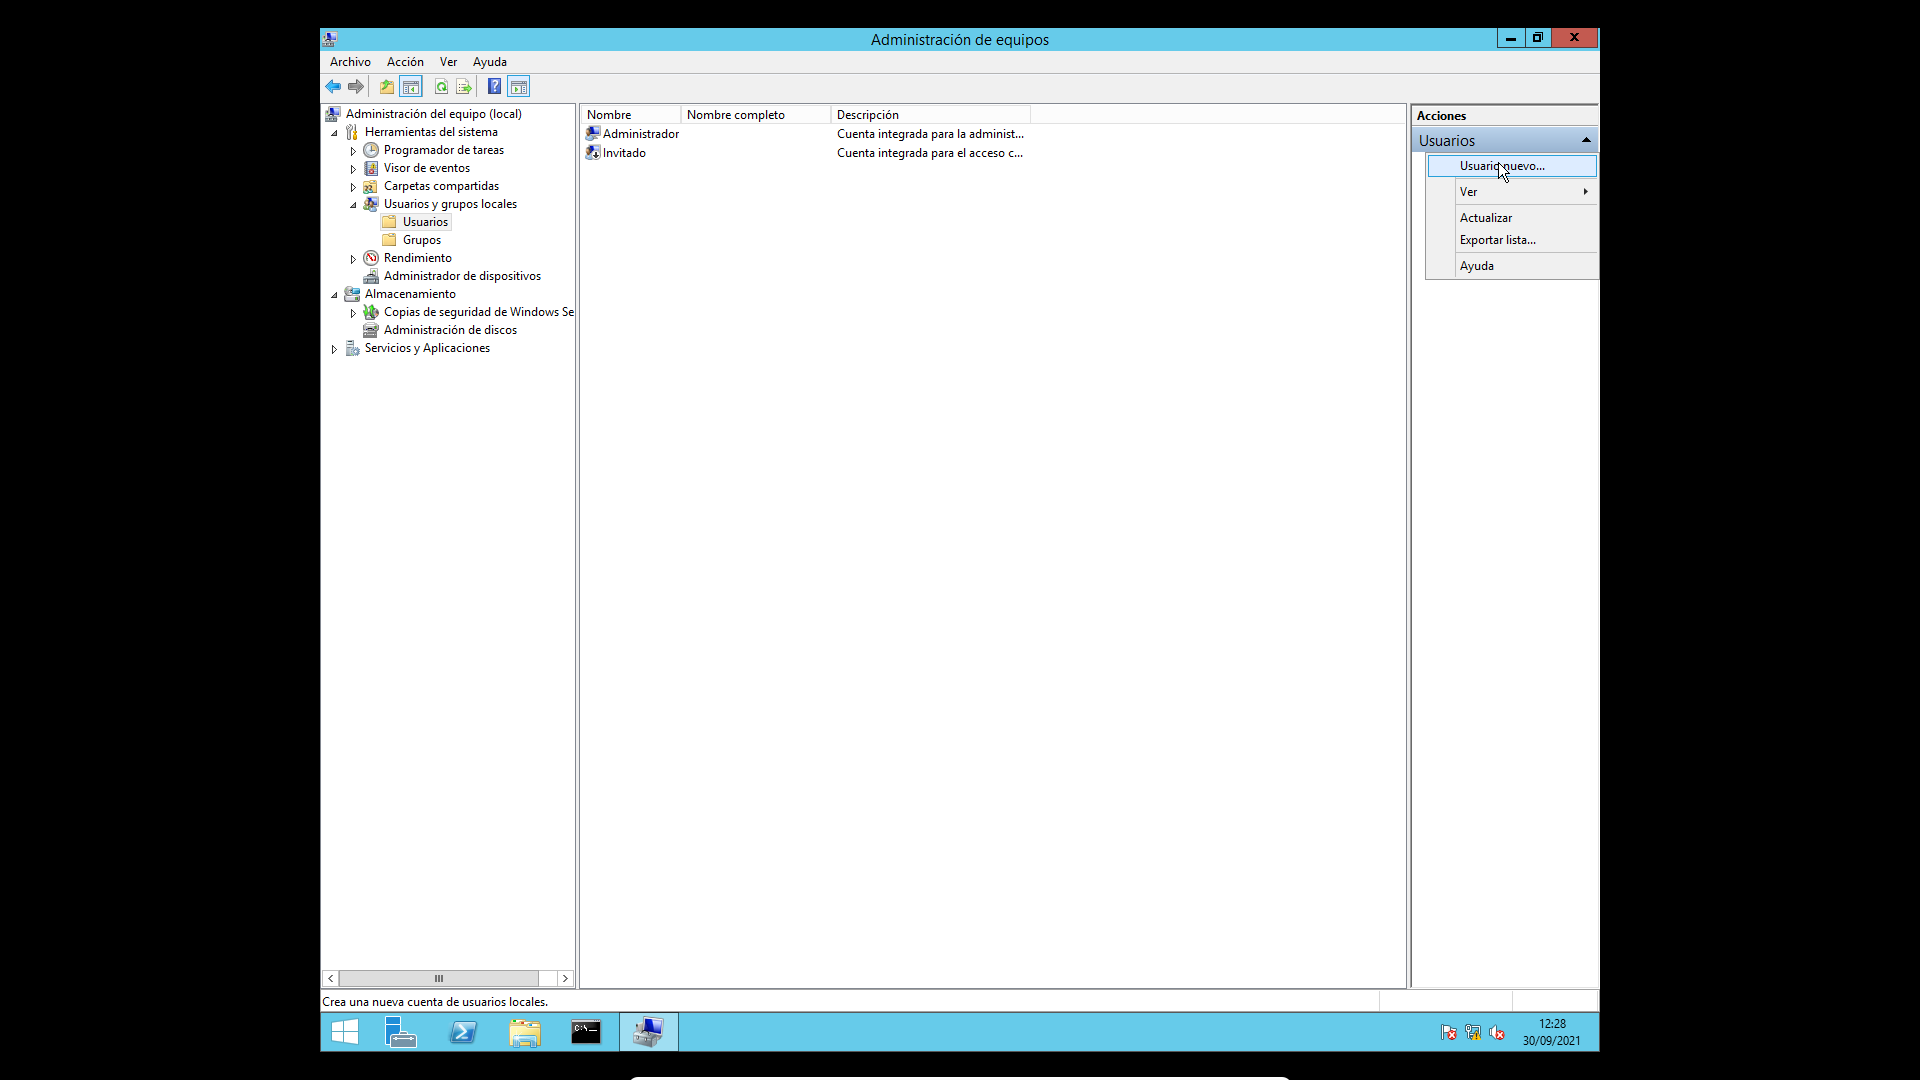 Administración de equipos
Archivo Acción Ver Ayuda
Administración del equipo (local)
Herramientas del sistema
Programador de tareas
Visor de eventos
Carpetas compartidas
Usuarios y grupos locales
Usuarios
Grupos
Rendimiento
Administrador de dispositivos
Almacenamiento
Copias de seguridad de Windows Se
Administración de discos
Servicios y Aplicaciones
Nombre Nombre completo Descripción
Administrador Cuenta integrada para la administ...
Invitado Cuenta integrada para el acceso c...
Acciones
Usuarios
Usuario nuevo...
Ver
Actualizar
Exportar lista...
Ayuda
Crea una nueva cuenta de usuarios locales.
12:28
30/09/2021